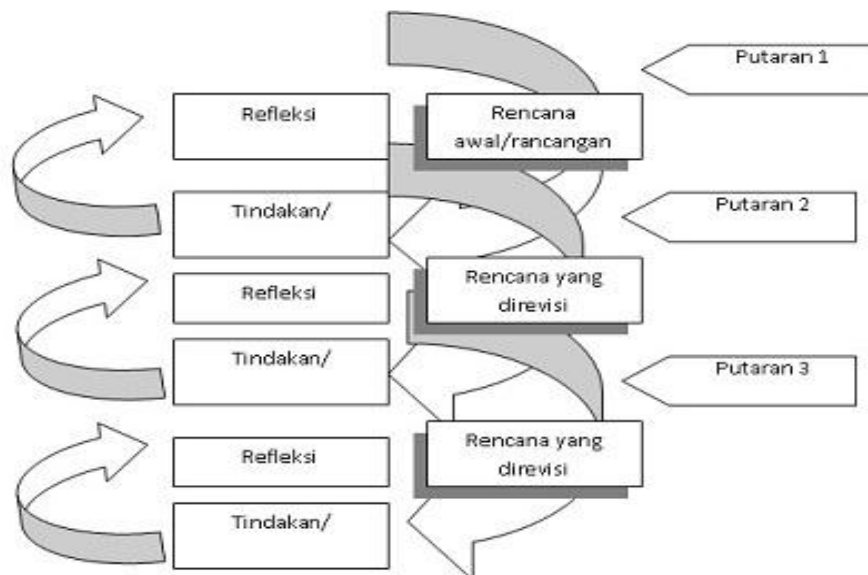 Putaran 1
Refleksi
Rencana
awal/rancangan
Tindakan/
Putaran 2
Refleksi
Rencana yang
direvisi
Tindakan/
Putaran 3
Refleksi
Rencana yang
direvisi
Tindakan/